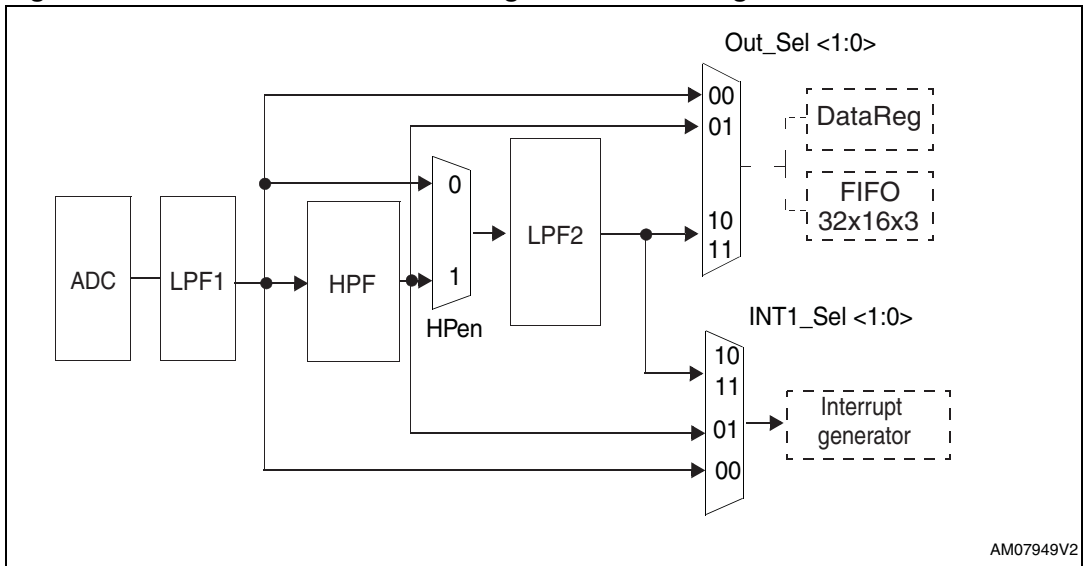 Out_Sel <1:0>
00
01
10
11
DataReg
FIFO
32x16x3
ADC
LPF1
HPF
0
1
HPen
LPF2
INT1_Sel <1:0>
10
11
01
00
Interrupt
generator
AM07949V2